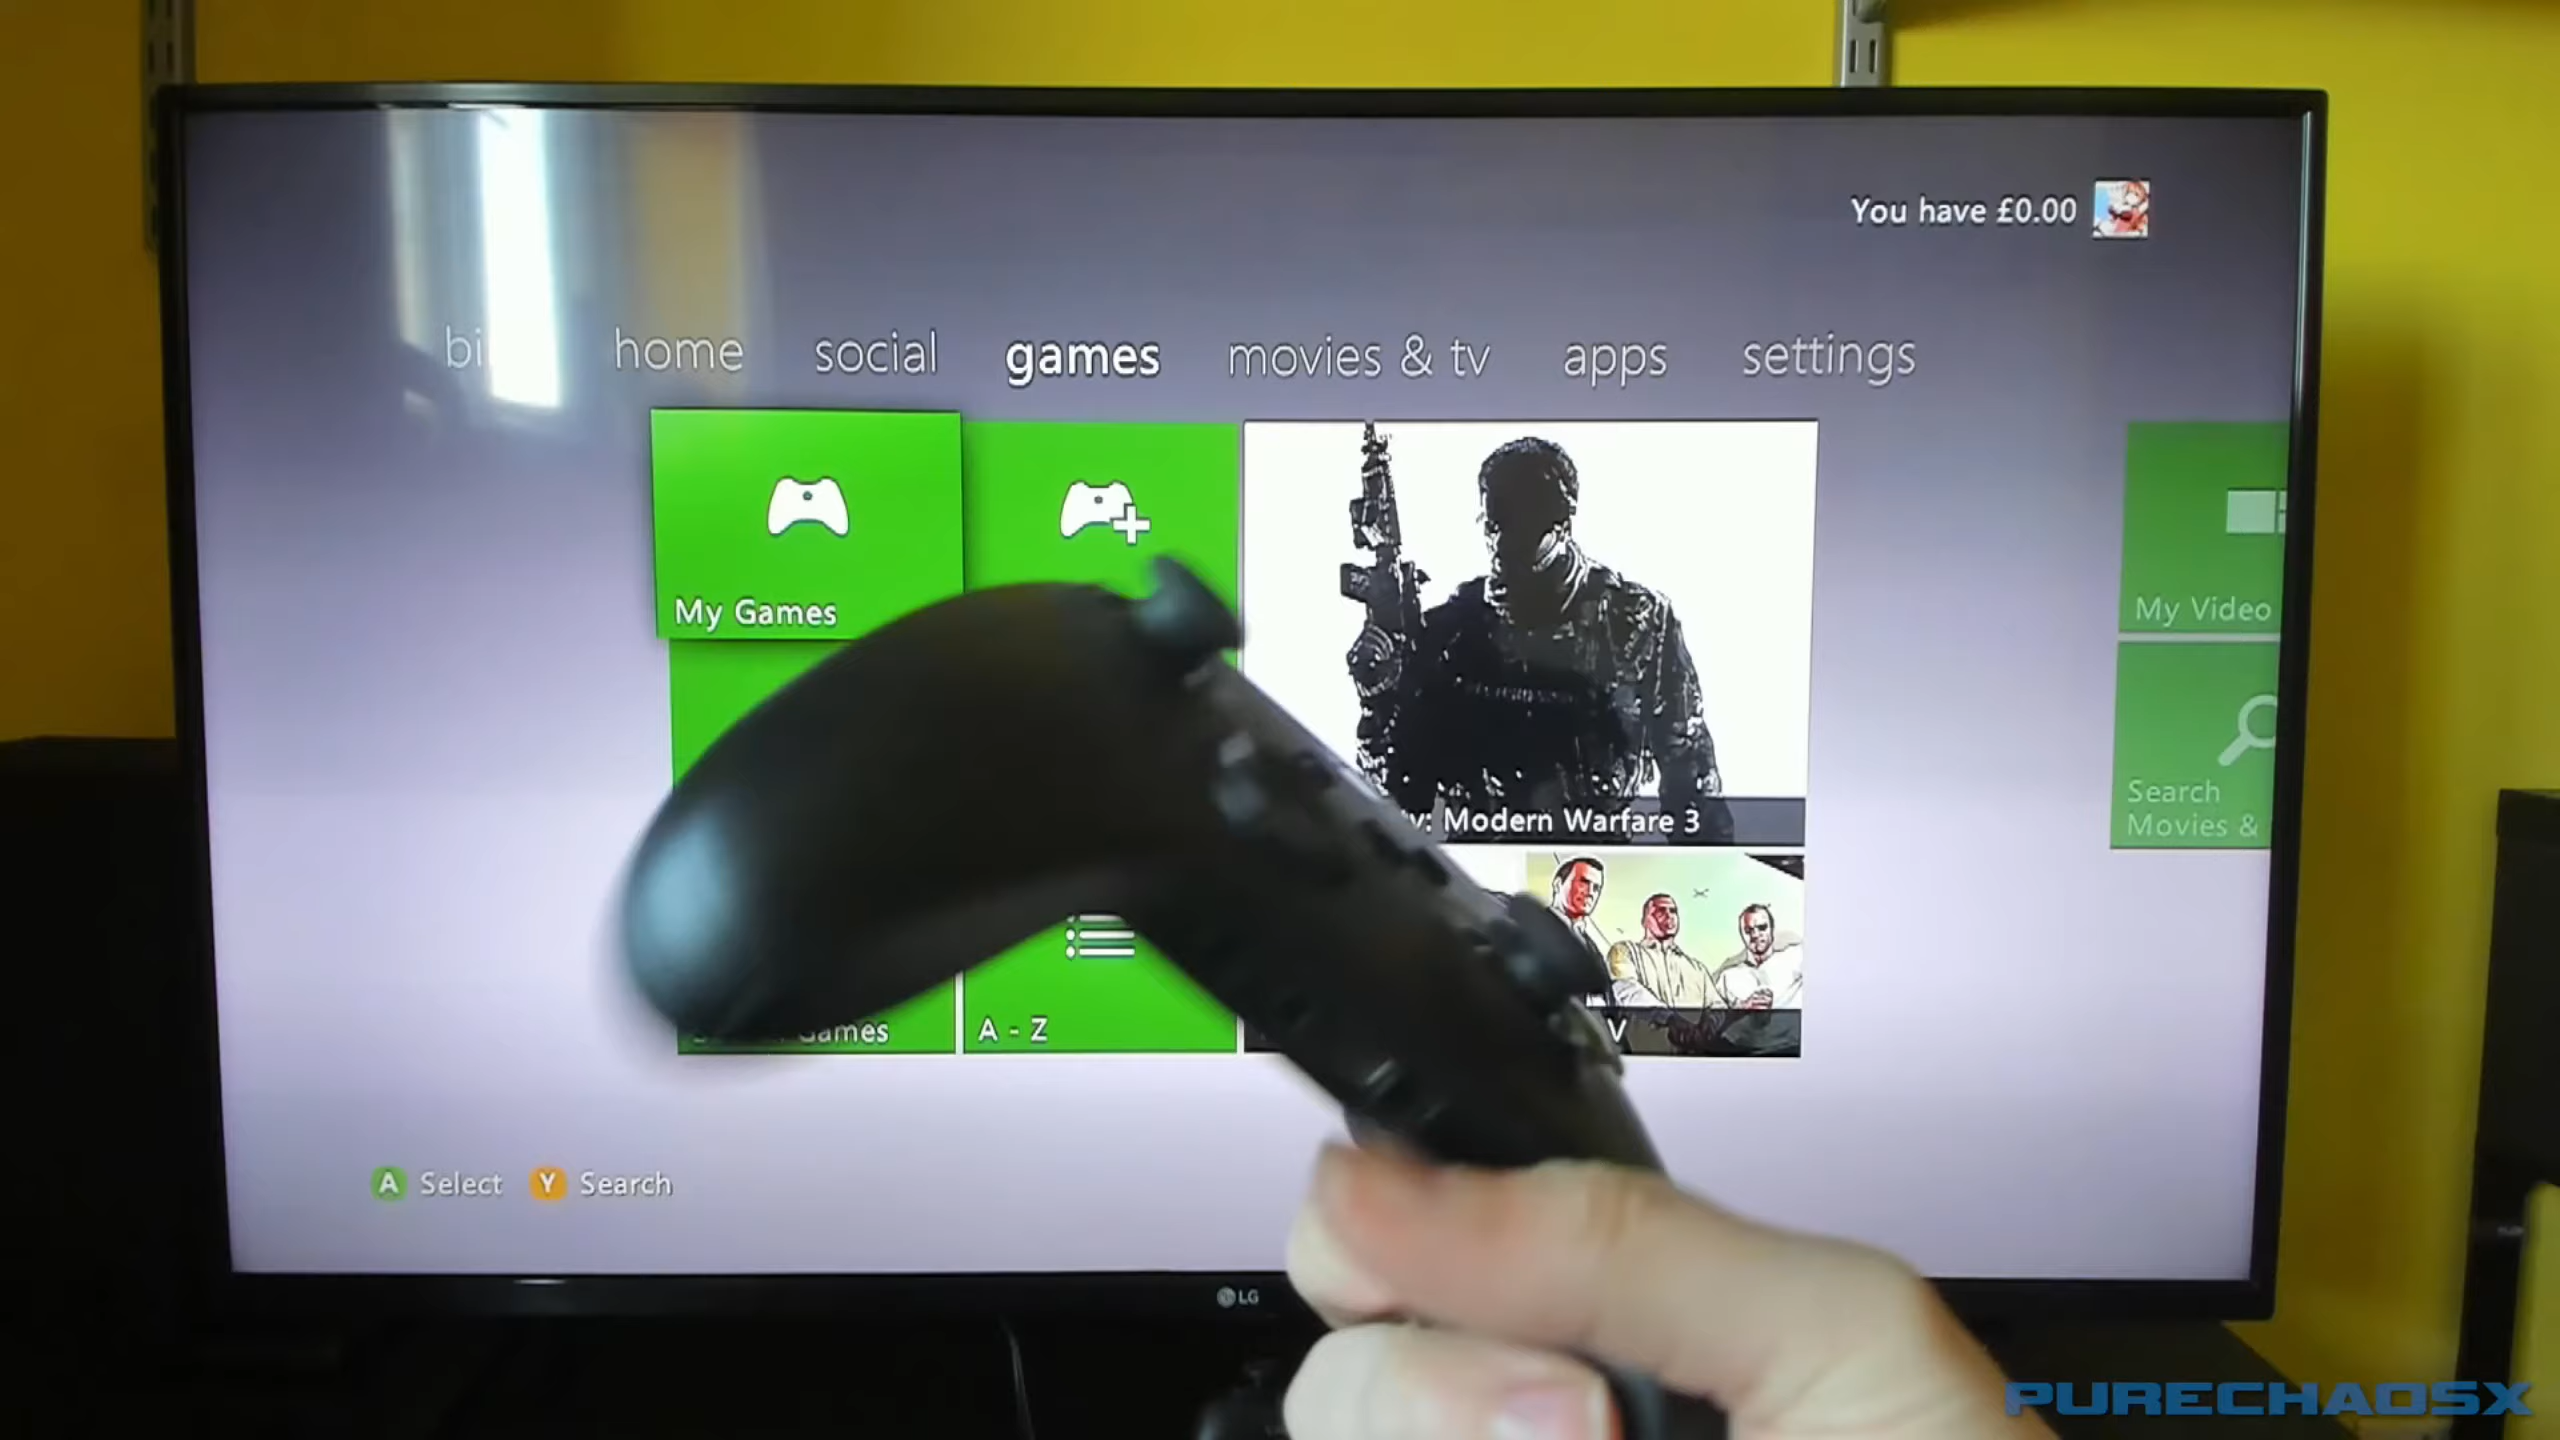 You have £0.00
home social games movies & tv apps settings
My Games
My Video
Modern Warfare 3
Search
Movies &
Games
A - Z
V
A Select Y Search
LG
PURECHAOSX